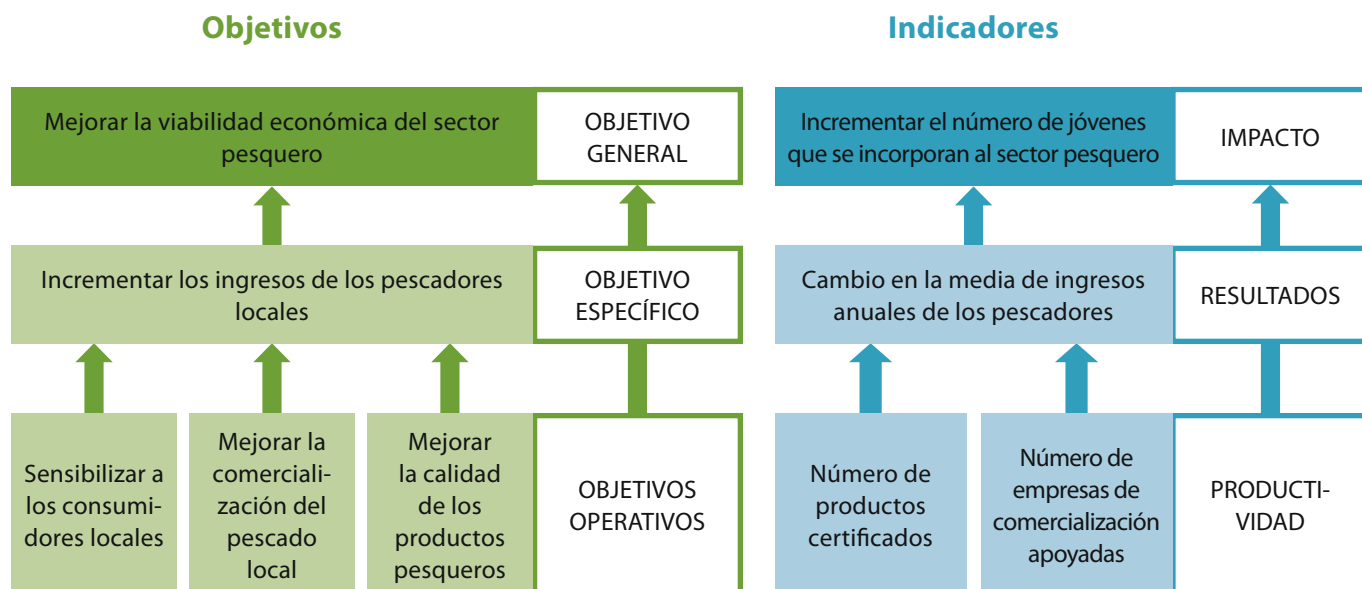 Objetivos
Indicadores
Mejorar la viabilidad económica del sector
pesquero
OBJETIVO
GENERAL
Incrementar el número de jóvenes
que se incorporan al sector pesquero
IMPACTO
Incrementar los ingresos de los pescadores
locales
OBJETIVO
ESPECÍFICO
Cambio en la media de ingresos
anuales de los pescadores
RESULTADOS
Sensibilizar a
los consumi-
dores locales
Mejorar la
comerciali-
zación del
pescado
local
Mejorar
la calidad
de los
productos
pesqueros
OBJETIVOS
OPERATIVOS
Número de
productos
certificados
Número de
empresas de
comercialización
apoyadas
PRODUCTI-
VIDAD